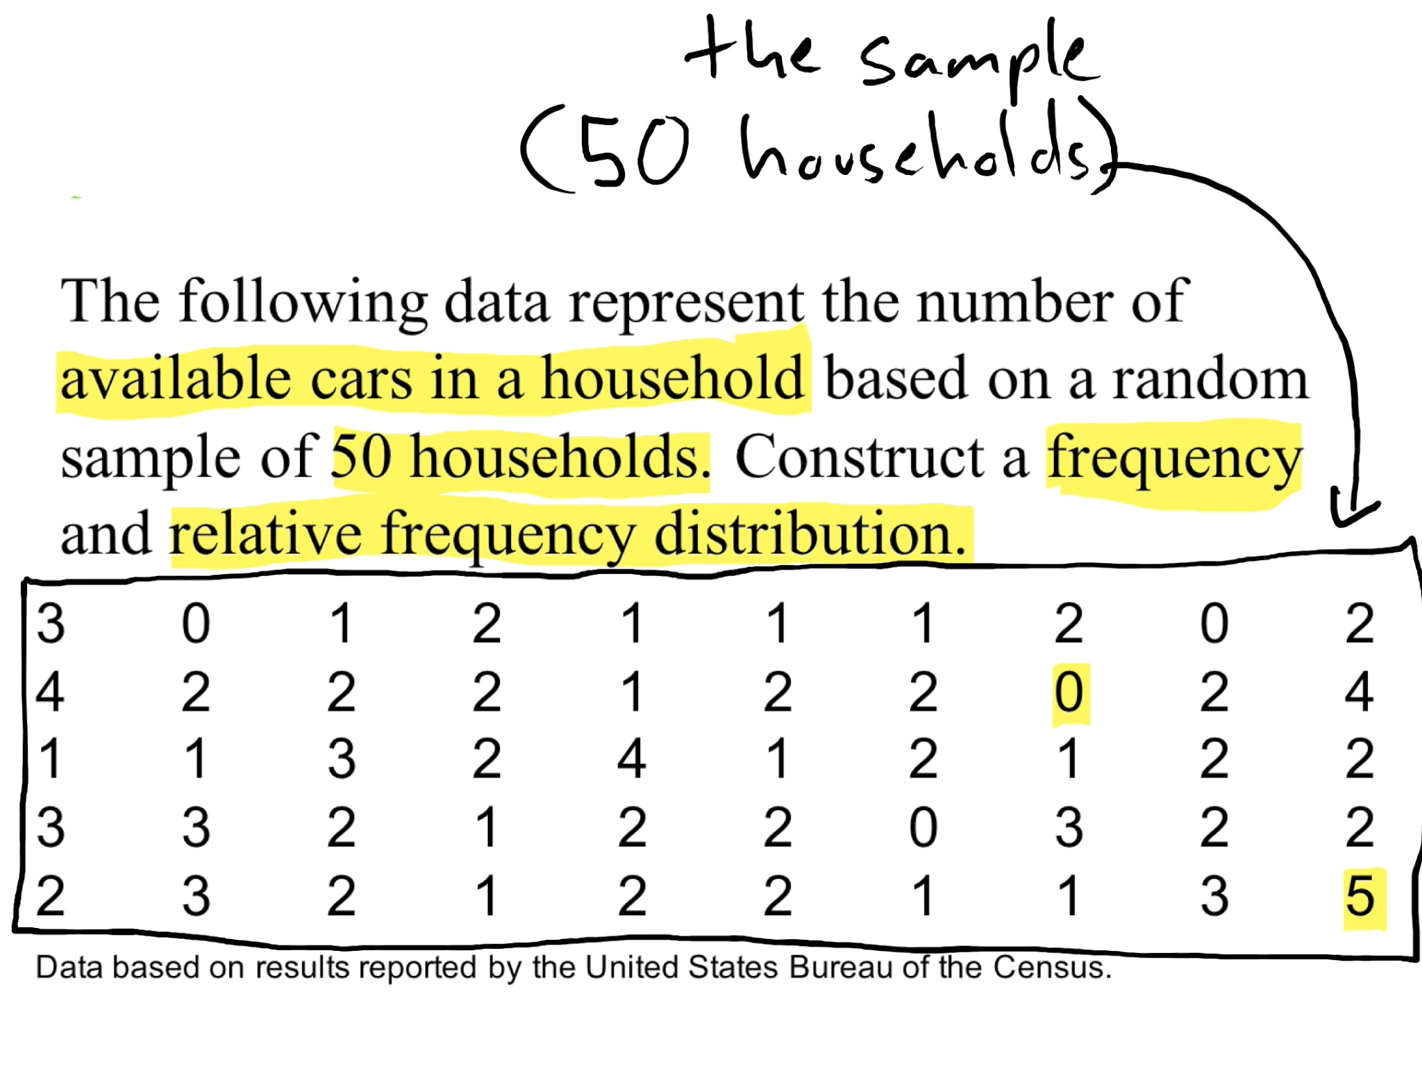 the sample
(50 households)
The following data represent the number of
available cars in a household based on a random
sample of 50 households. Construct a frequency
and relative frequency distribution.
3 0 1 2 1 1 1 2 0 2
4 2 2 2 1 2 2 0 2 4
1 1 3 2 4 1 2 1 2 2
3 3 2 1 2 2 0 3 2 2
2 3 2 1 2 2 1 1 3 5
Data based on results reported by the United States Bureau of the Census.